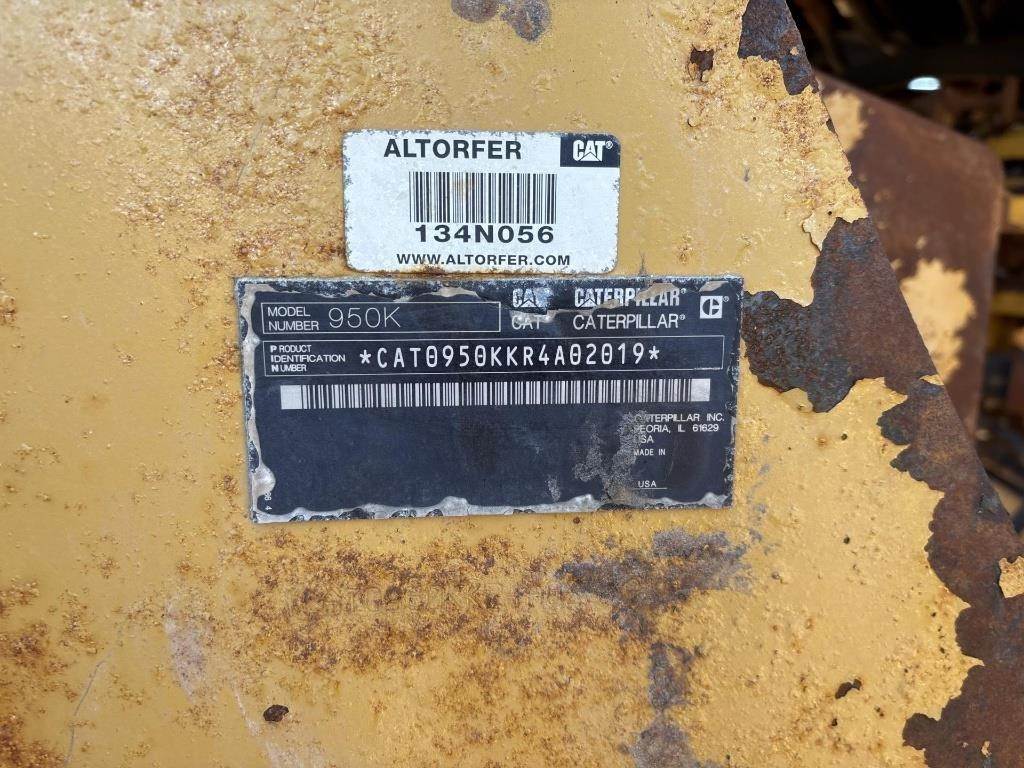 ALTORFER CAT®
134N056
WWW.ALTORFER.COM
CAT CATERPILLAR®
MODEL NUMBER 950K CAT® CATERPILLAR®
PRODUCT IDENTIFICATION NUMBER *CAT0950KKR4A02019*
CATERPILLAR INC.
PEORIA, IL 61629
USA
MADE IN
USA